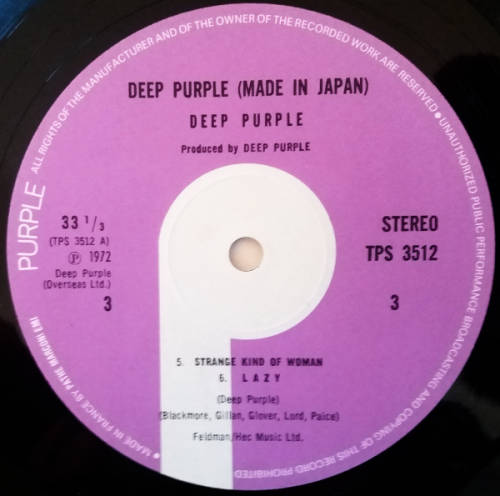 DEEP PURPLE (MADE IN JAPAN)
DEEP PURPLE
Produced by DEEP PURPLE
33 1/3
(TPS 3512 A)
℗ 1972
Deep Purple
(Overseas Ltd.)
3
STEREO
TPS 3512
3
5. STRANGE KIND OF WOMAN
6. LAZY
(Deep Purple)
(Blackmore, Gillan, Glover, Lord, Paice)
Feldman/Hec Music Ltd.
PURPLE
ALL RIGHTS OF THE MANUFACTURER AND OF THE OWNER OF THE RECORDED WORK ARE RESERVED. • UNAUTHORIZED PUBLIC PERFORMANCE BROADCASTING AND COPYING OF THIS RECORD PROHIBITED
• MADE IN FRANCE BY PATHE MARCONI EMI